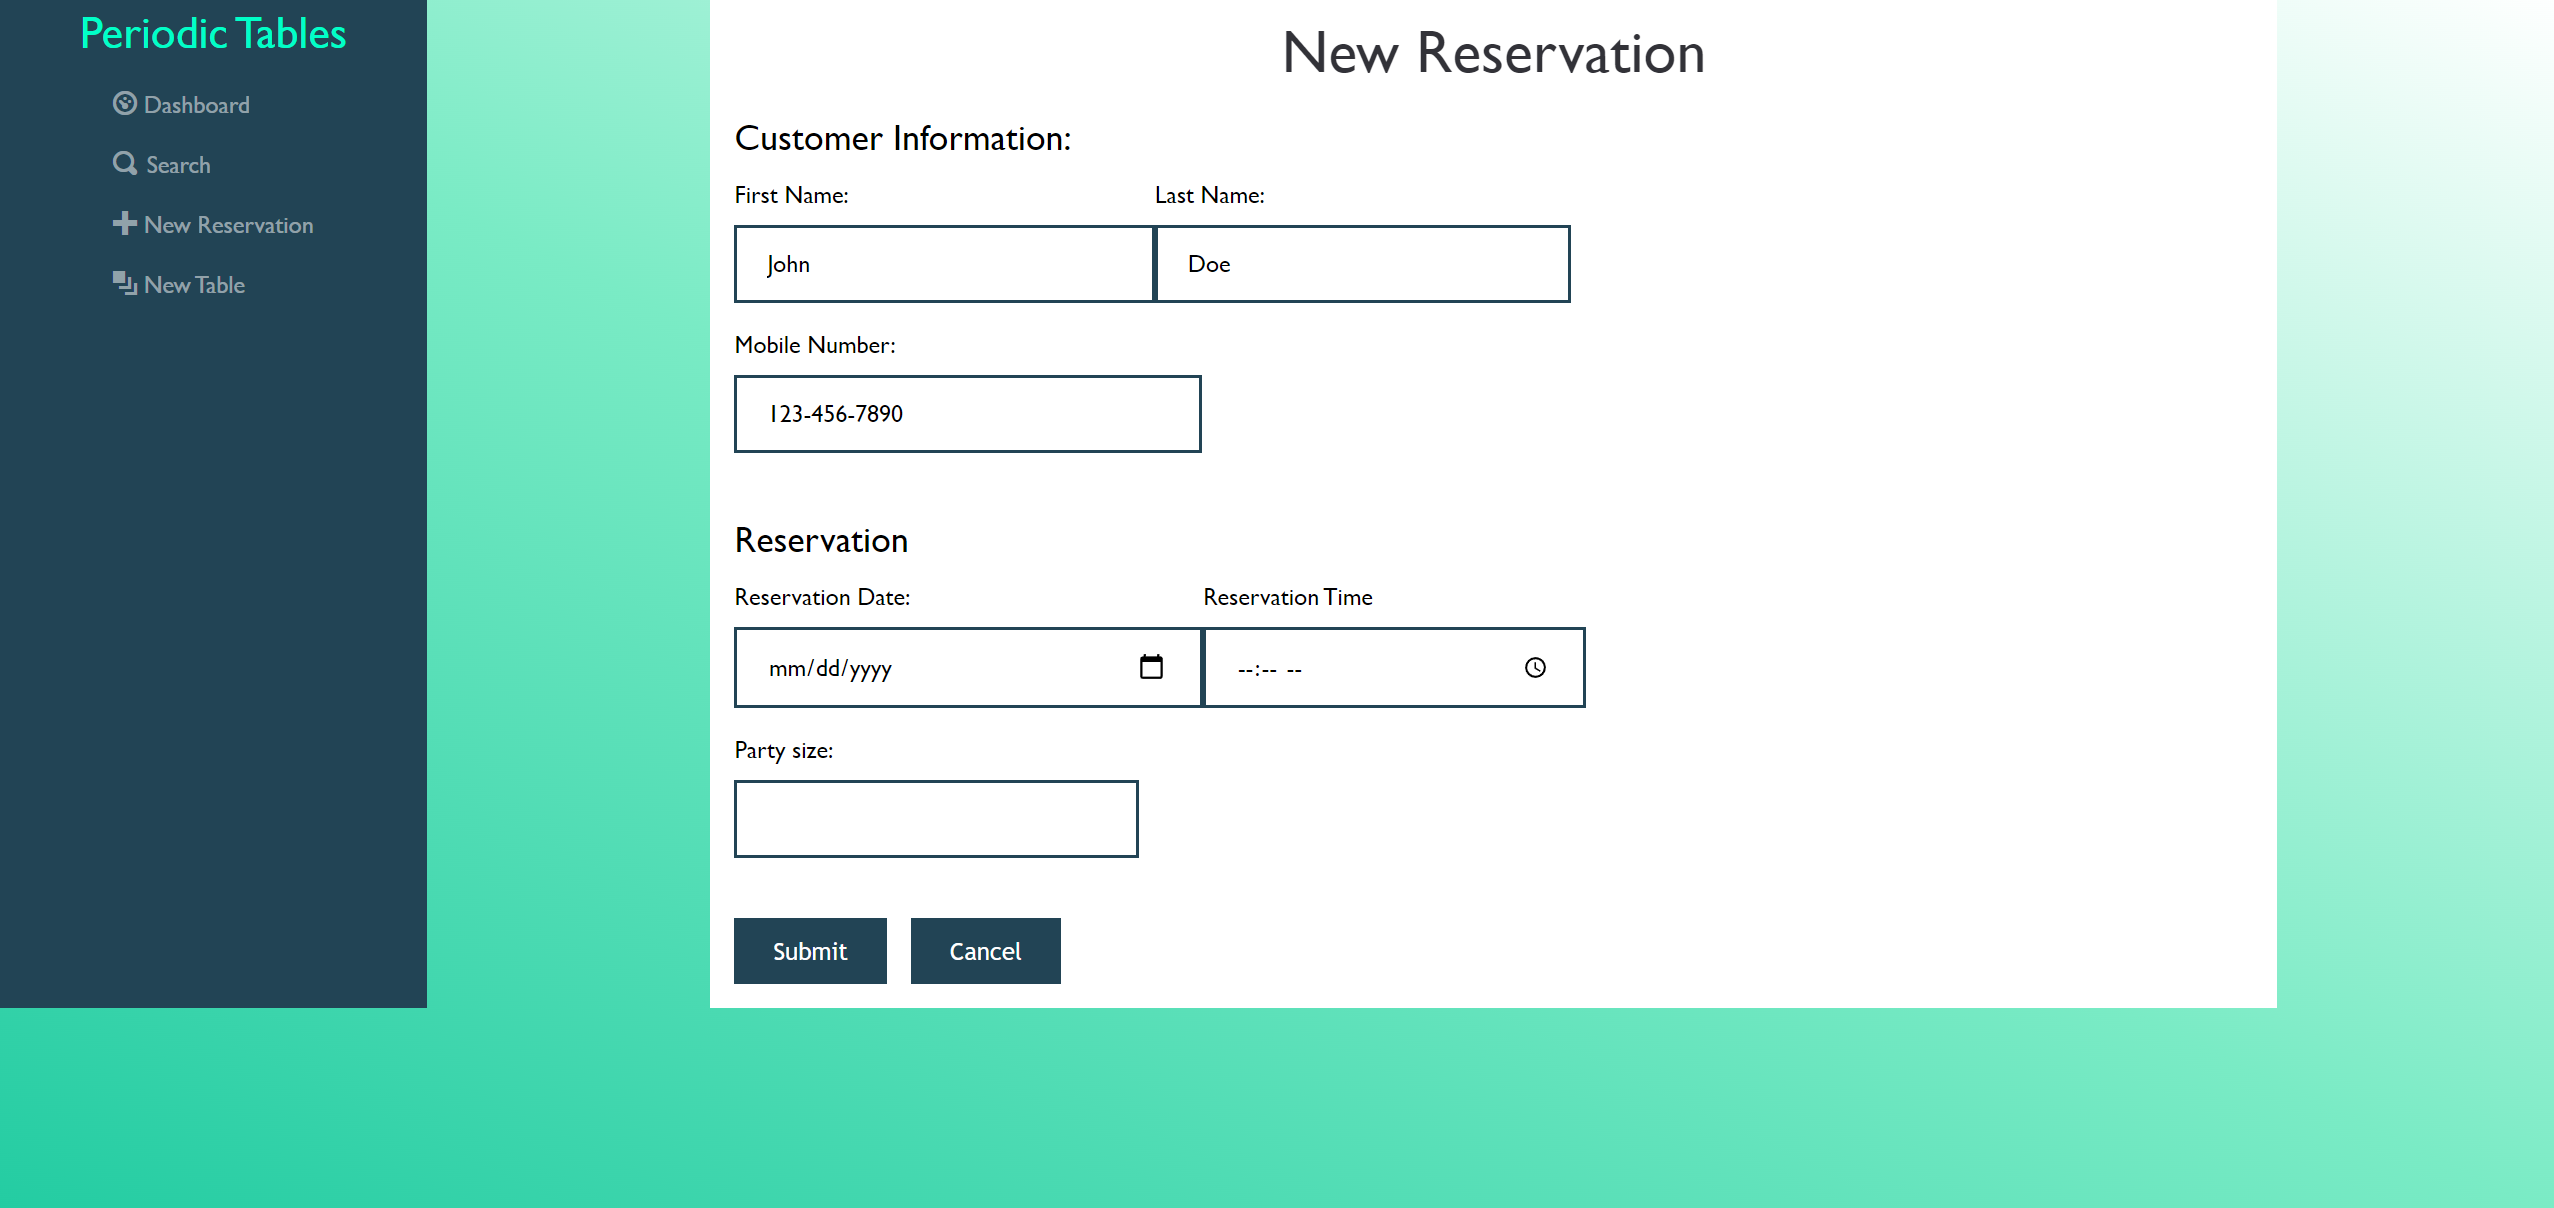 Periodic Tables
Dashboard
Search
New Reservation
New Table
New Reservation
Customer Information:
First Name: Last Name:
John Doe
Mobile Number:
123-456-7890
Reservation
Reservation Date: Reservation Time
mm/dd/yyyy --:-- --
Party size:
Submit Cancel